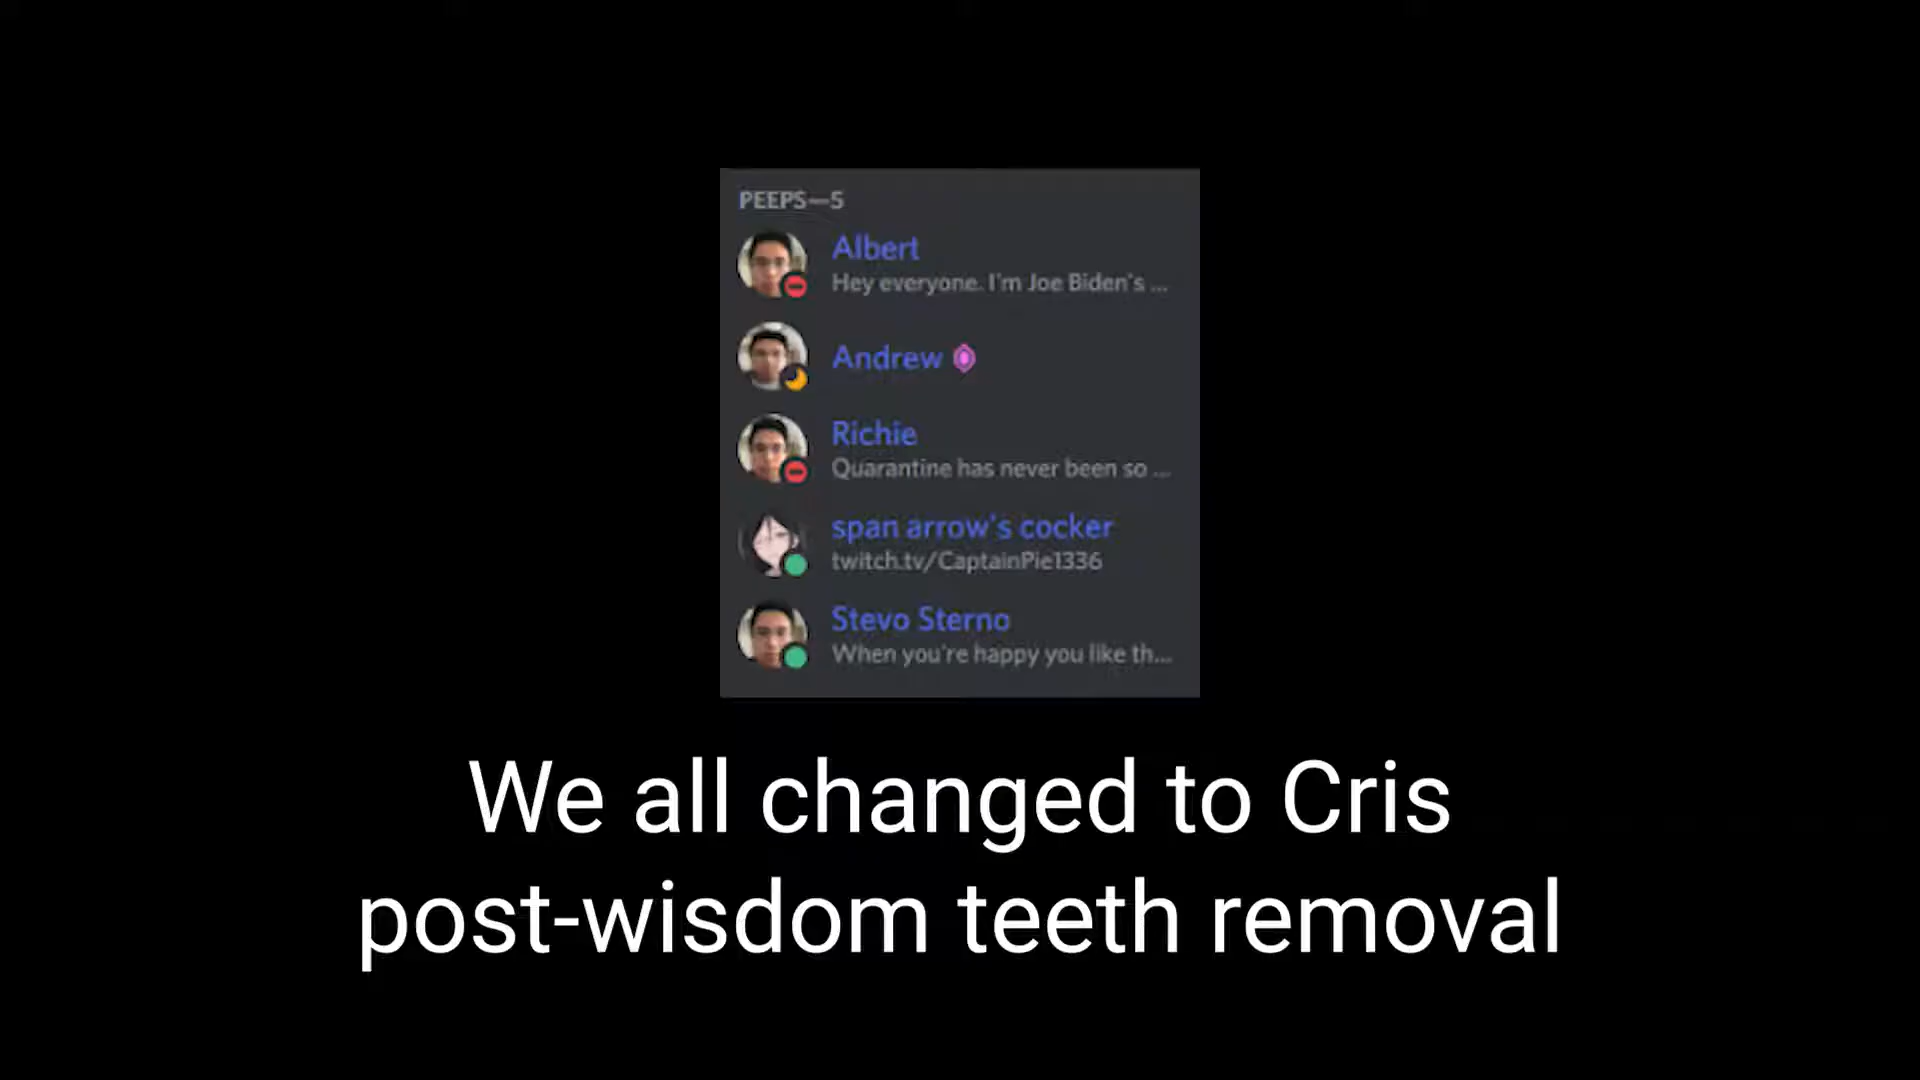 PEEPS—5
Albert
Hey everyone. I'm Joe Biden's ...
Andrew
Richie
Quarantine has never been so ...
span arrow's cocker
twitch.tv/CaptainPie1336
Stevo Sterno
When you're happy you like th...
We all changed to Cris
post-wisdom teeth removal